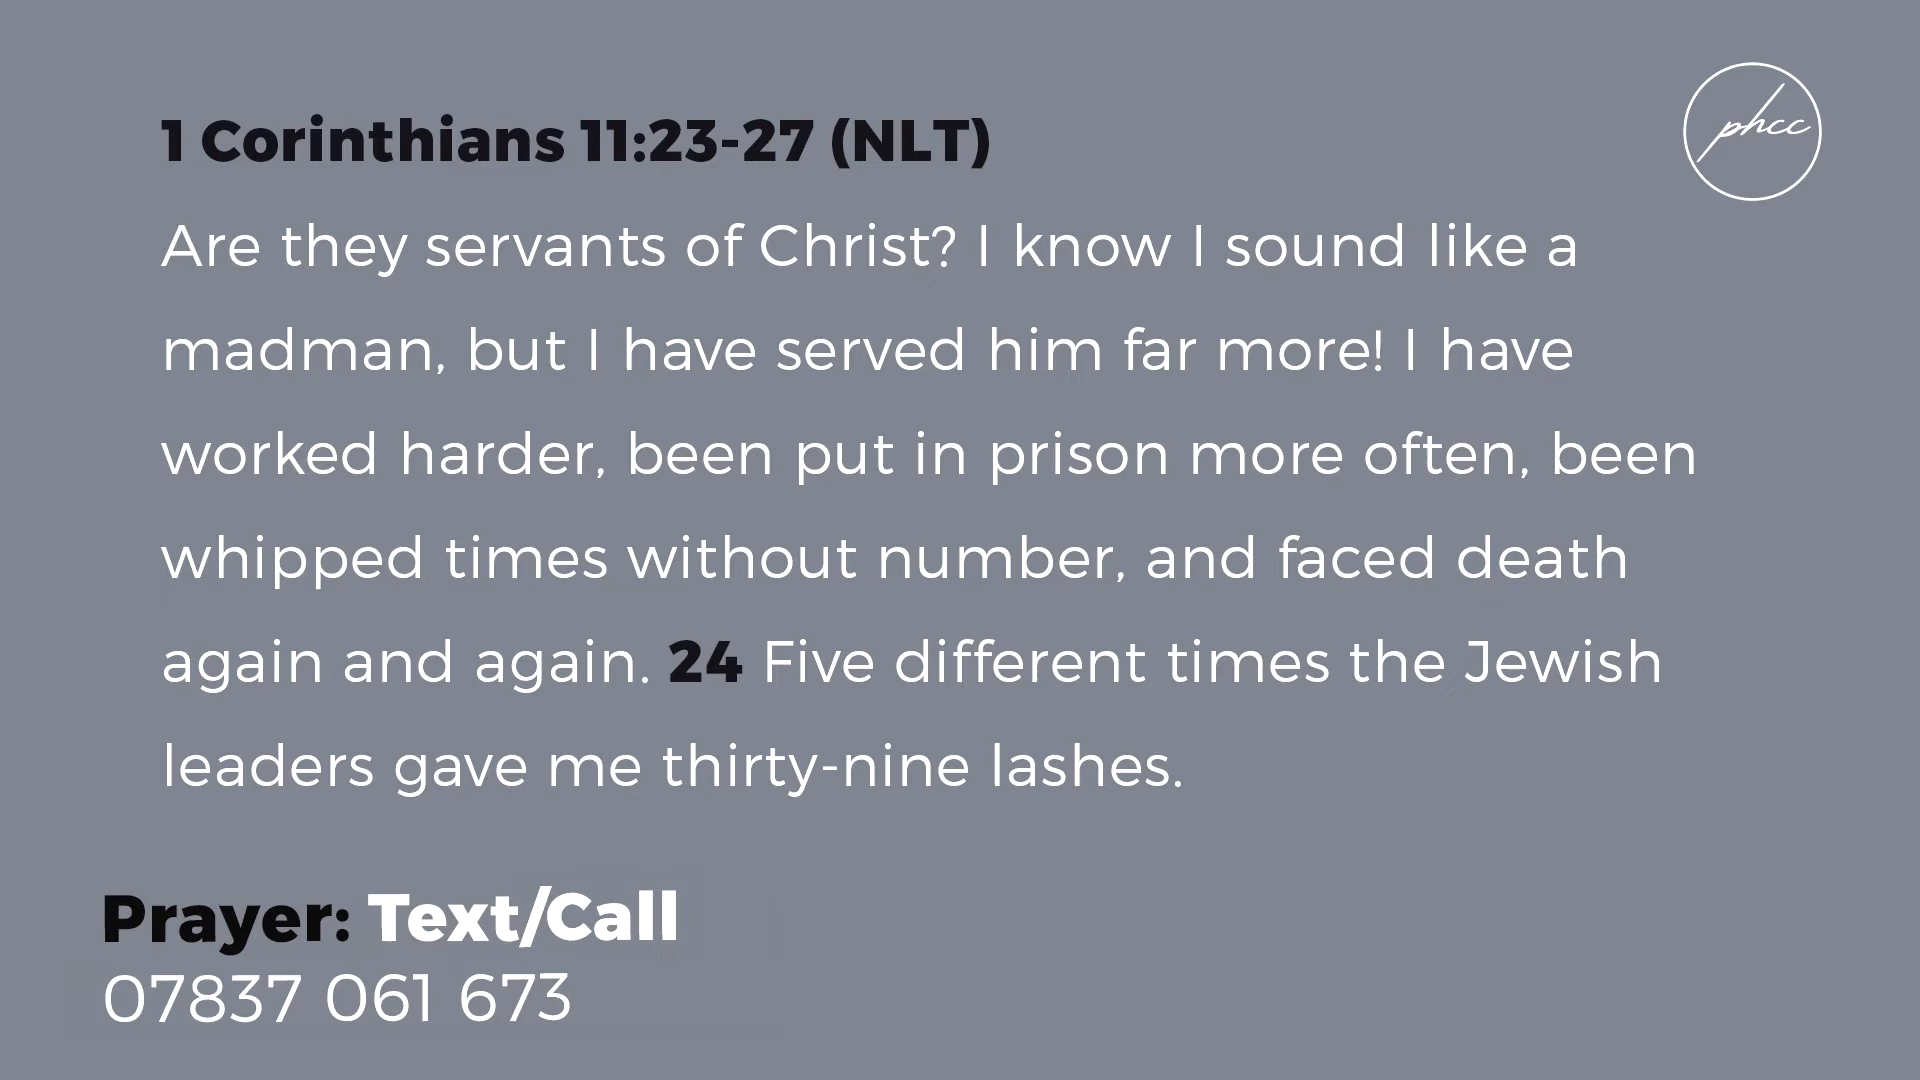 1 Corinthians 11:23-27 (NLT)
phcc
Are they servants of Christ? I know I sound like a
madman, but I have served him far more! I have
worked harder, been put in prison more often, been
whipped times without number, and faced death
again and again. 24 Five different times the Jewish
leaders gave me thirty-nine lashes.
Prayer: Text/Call
07837 061 673